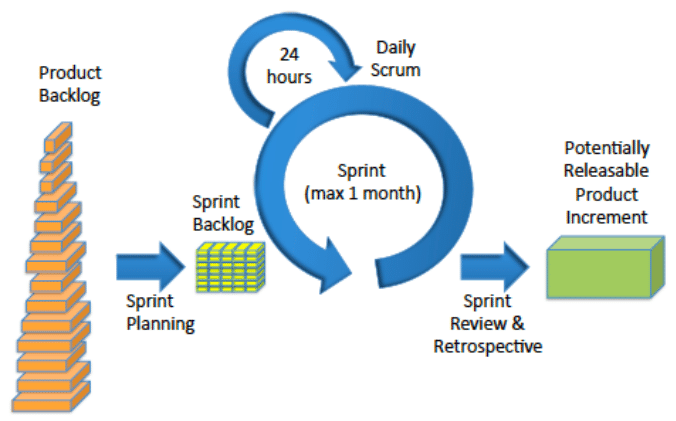 Product
Backlog
Sprint
Planning
Sprint
Backlog
24
hours
Daily
Scrum
Sprint
(max 1 month)
Sprint
Review &
Retrospective
Potentially
Releasable
Product
Increment